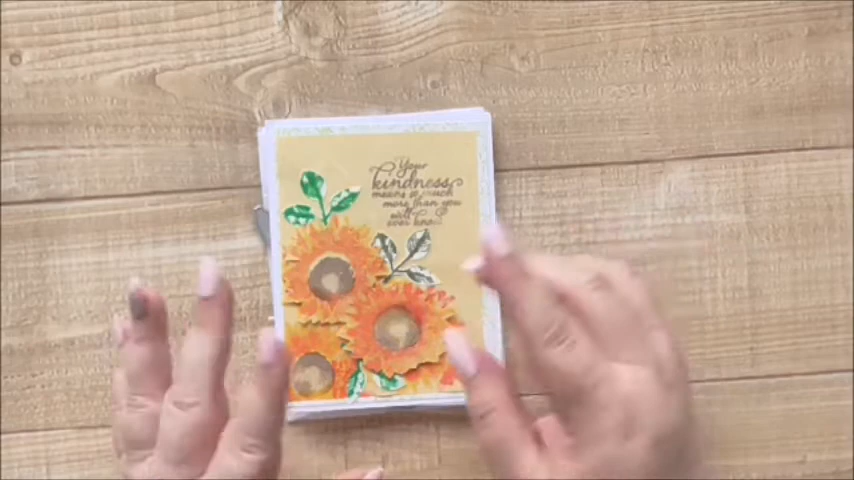 Your
kindness
means so much
more than you
will
ever know